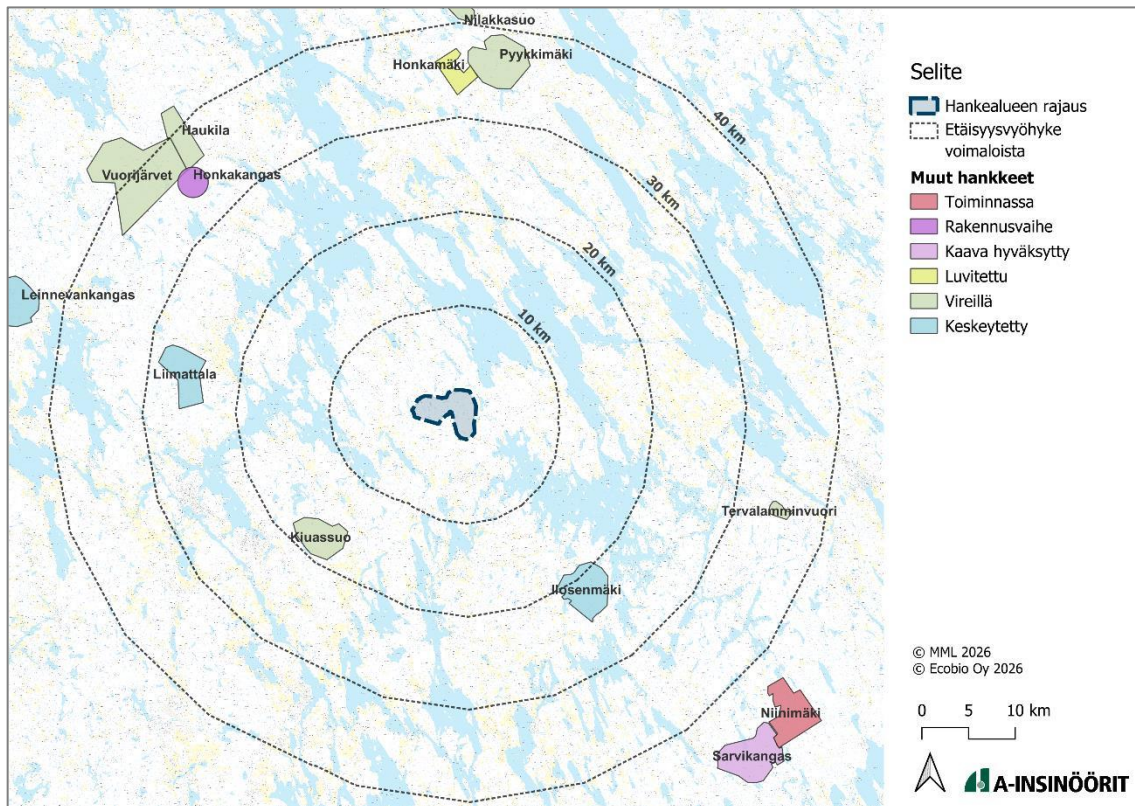 Nilakkasuo
Pyykkimäki
Honkamäki
40 km
Haukila
Vuorijärvet
Honkakangas
30 km
20 km
Leinnevankangas
10 km
Liimattala
Tervalamminvuori
Kiuassuo
Ilosenmäki
Niinimäki
Sarvikangas
Selite
Hankealueen rajaus
Etäisyysvyöhyke
voimaloista
Muut hankkeet
Toiminnassa
Rakennusvaihe
Kaava hyväksytty
Luvitettu
Vireillä
Keskeytetty
© MML 2026
© Ecobio Oy 2026
0 5 10 km
A-INSINÖÖRIT